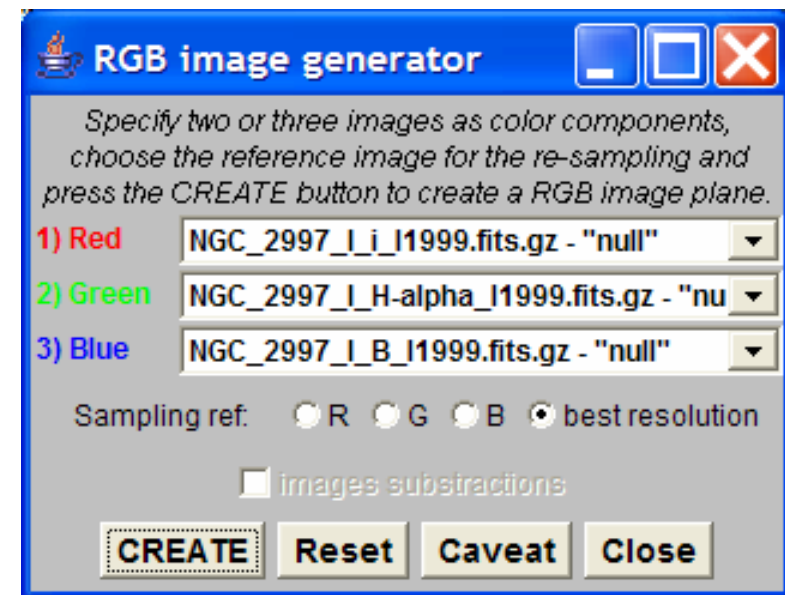 RGB image generator
Specify two or three images as color components,
choose the reference image for the re-sampling and
press the CREATE button to create a RGB image plane.
1) Red NGC_2997_I_i_I1999.fits.gz - "null"
2) Green NGC_2997_I_H-alpha_I1999.fits.gz - "nu
3) Blue NGC_2997_I_B_I1999.fits.gz - "null"
Sampling ref: R G B best resolution
images substractions
CREATE Reset Caveat Close